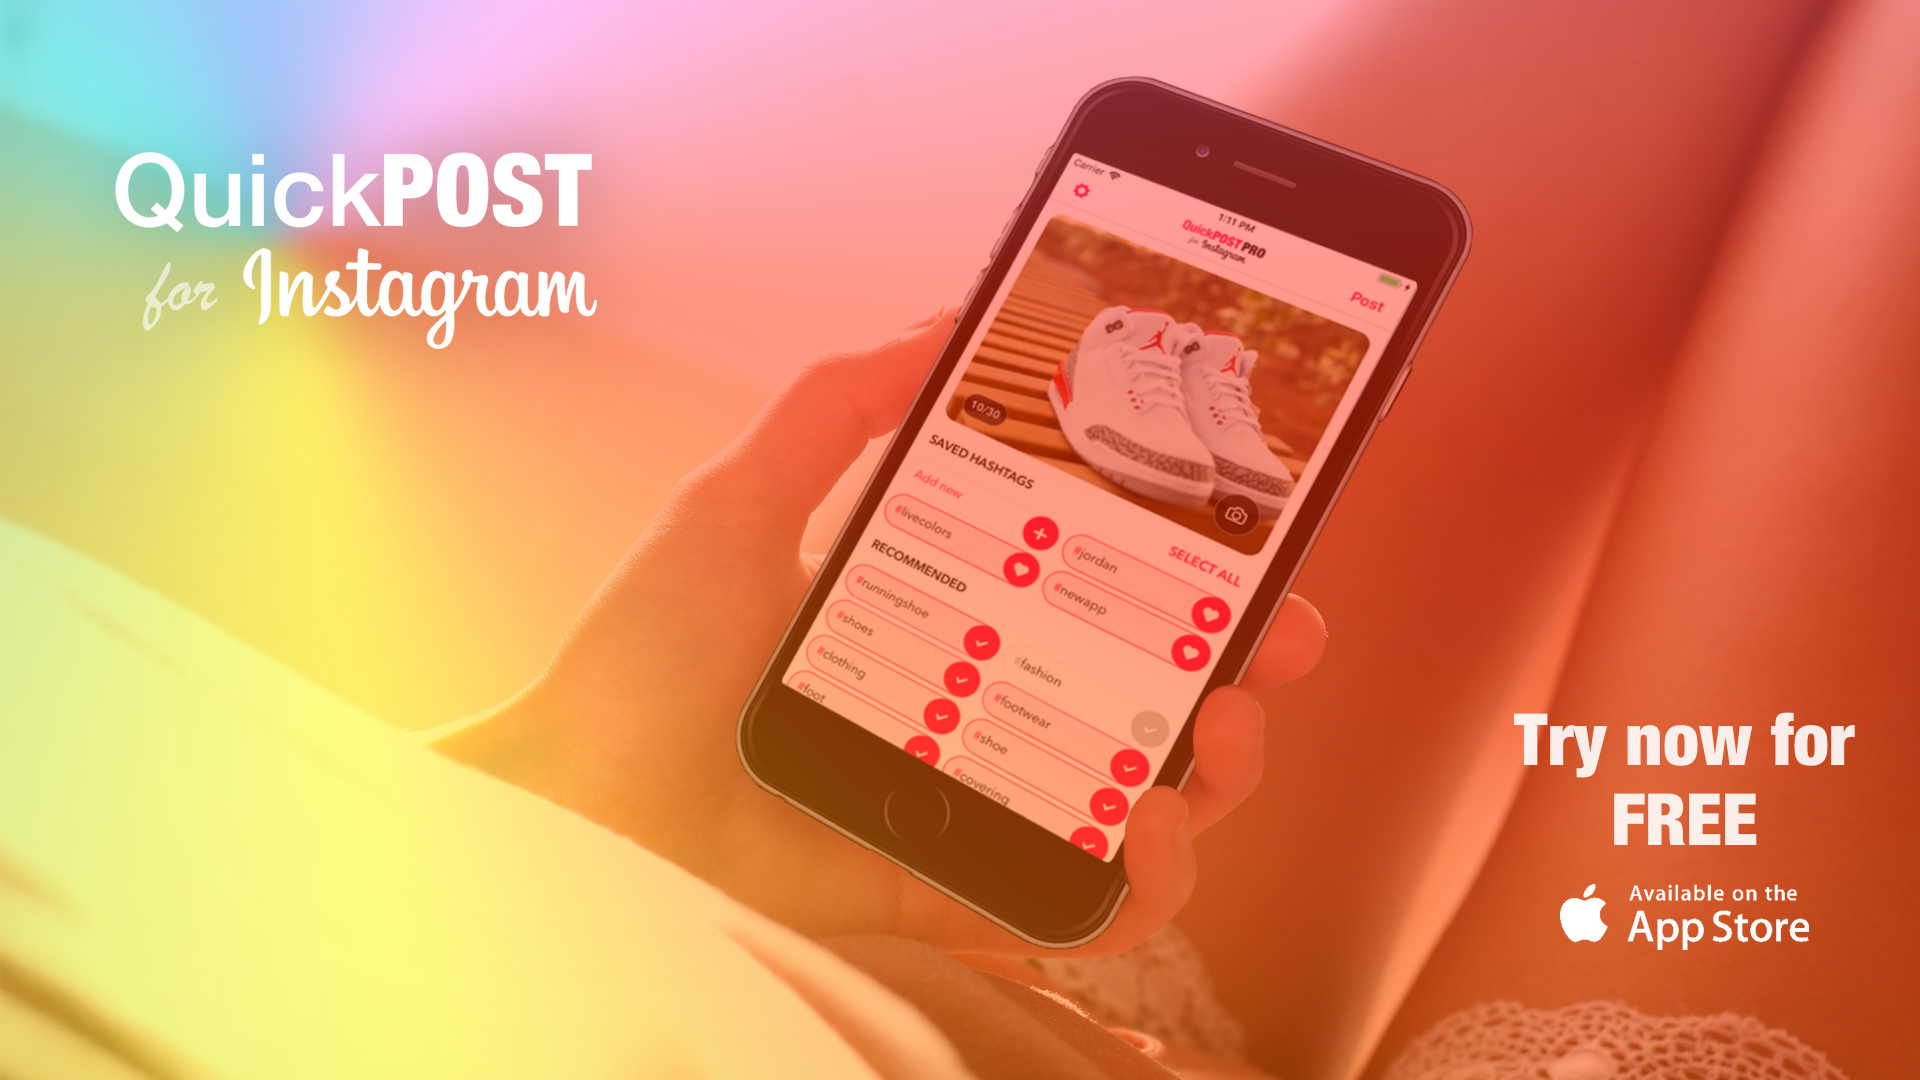 QuickPOST
for Instagram
Carrier
1:11 PM
QuickPOST PRO
for Instagram
Post
10/30
SAVED HASHTAGS
SELECT ALL
Add new
#jordan
#livecolors
#newapp
RECOMMENDED
#runningshoe
#fashion
#shoes
#footwear
#clothing
#shoe
#foot
#covering
Try now for
FREE
Available on the
App Store